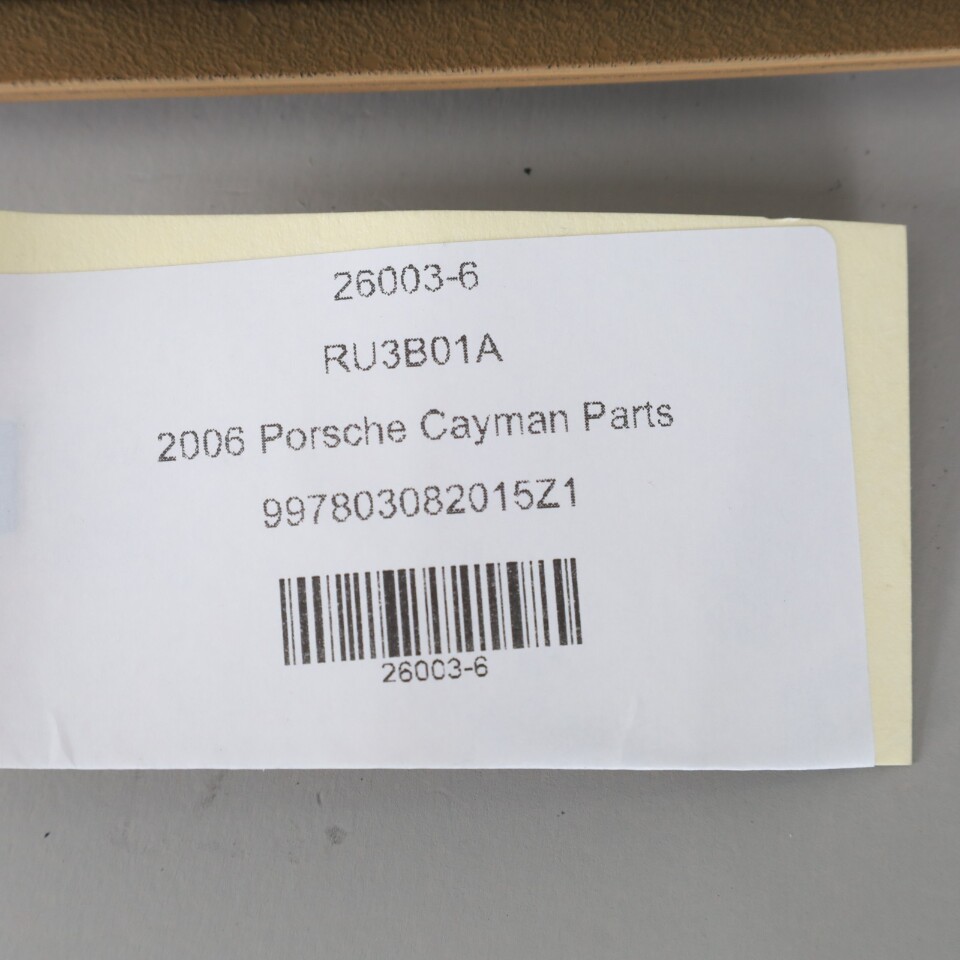 26003-6
RU3B01A
2006 Porsche Cayman Parts
997803082015Z1
26003-6